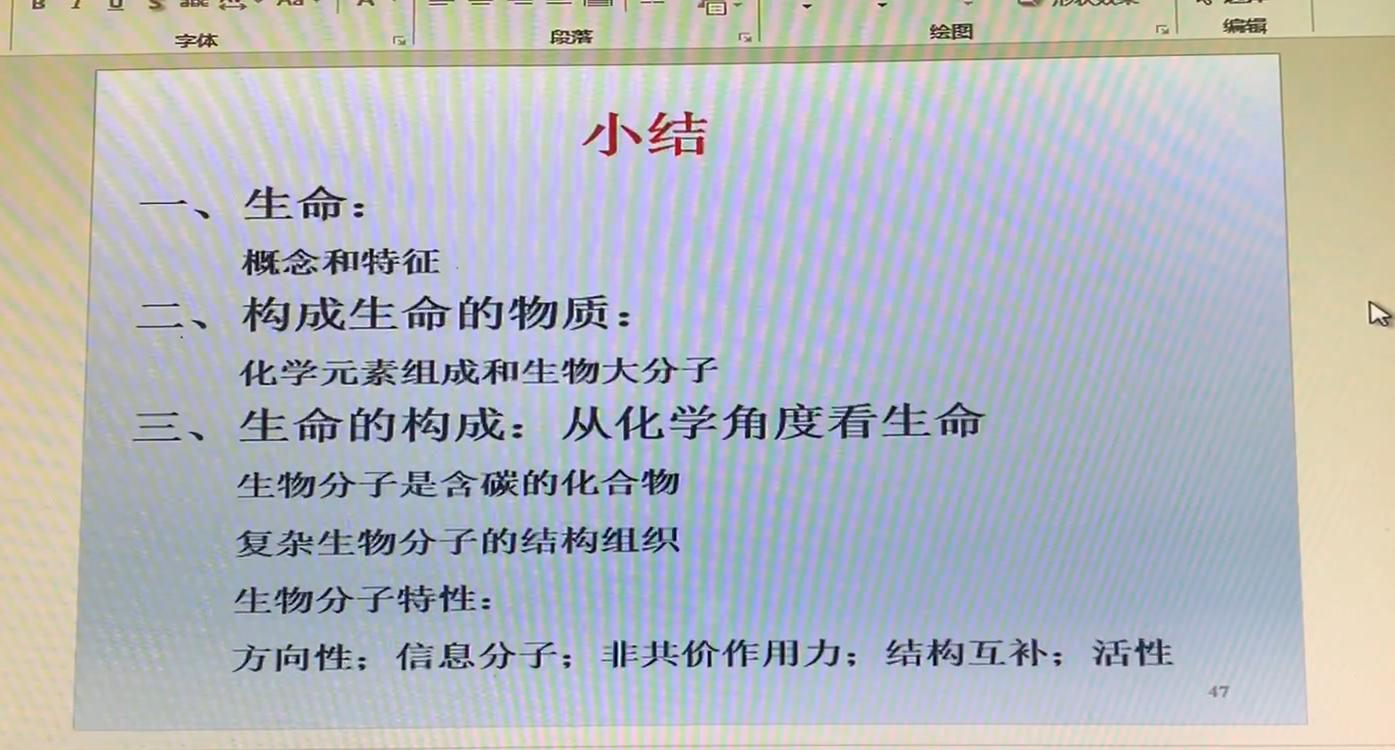 B I U S abc Aa A
字体
段落
绘图
编辑
小结
一、生命：
概念和特征
二、构成生命的物质：
化学元素组成和生物大分子
三、生命的构成：从化学角度看生命
生物分子是含碳的化合物
复杂生物分子的结构组织
生物分子特性：
方向性；信息分子；非共价作用力；结构互补；活性
47